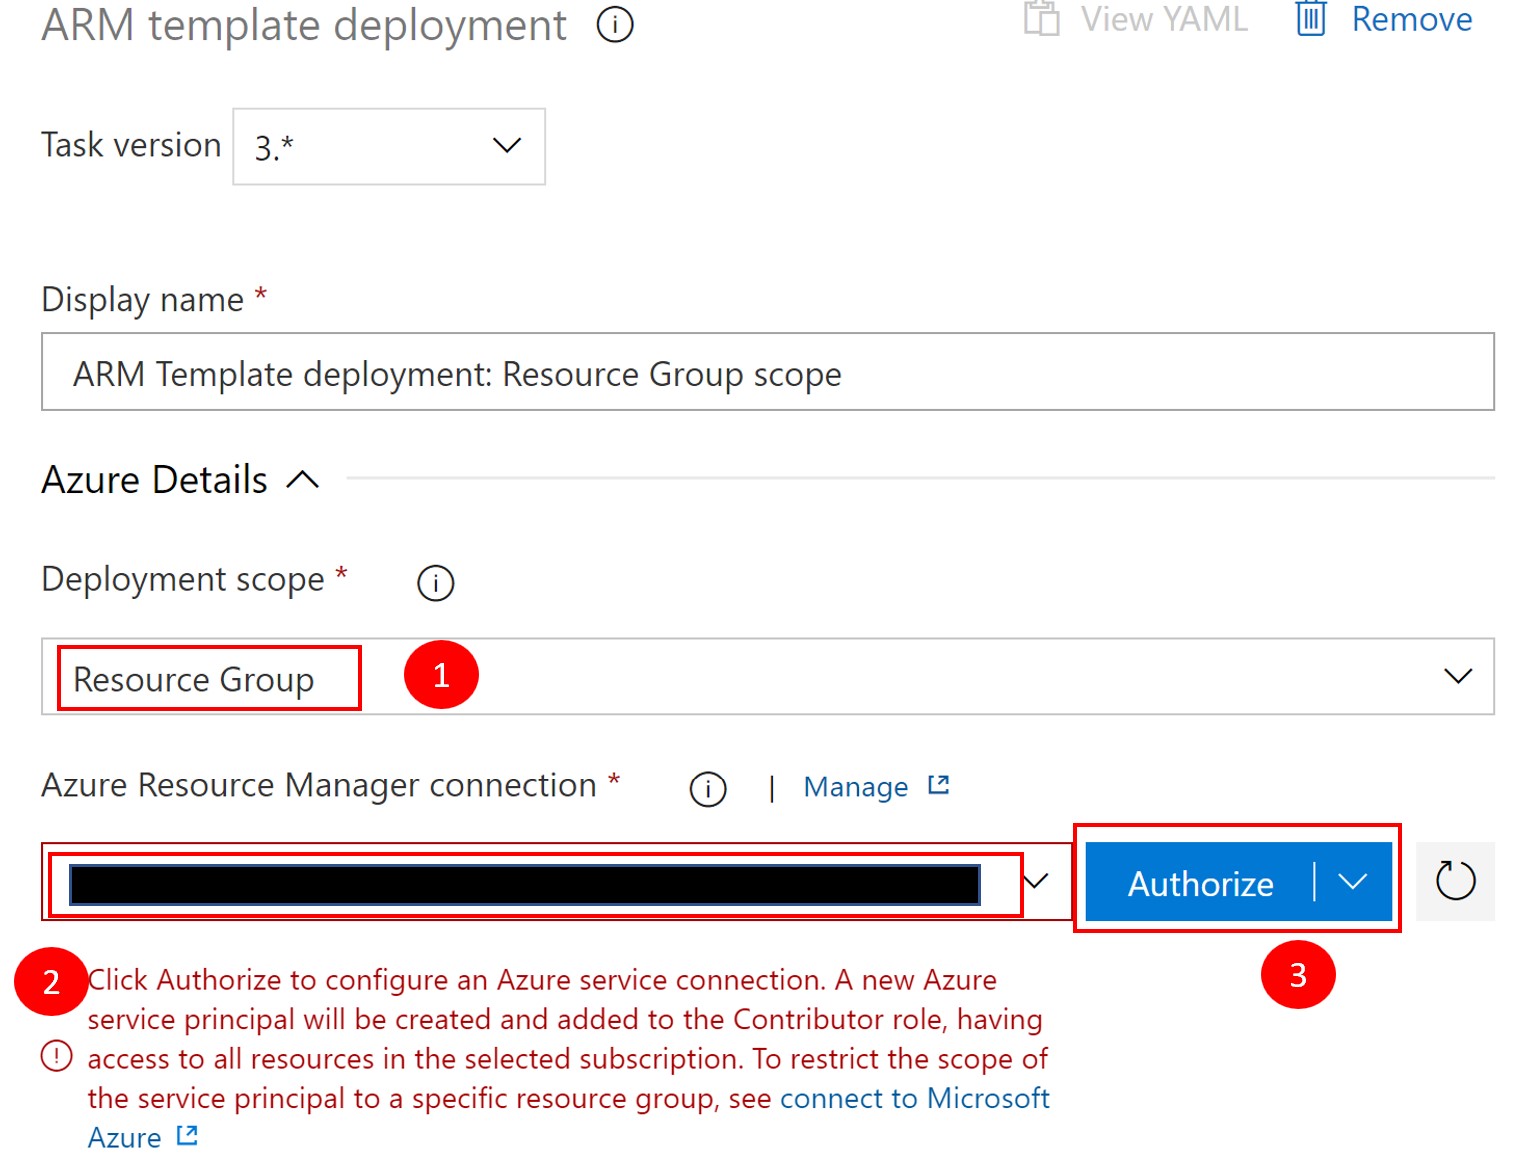 ARM template deployment
View YAML
Remove
Task version
3.*
Display name *
ARM Template deployment: Resource Group scope
Azure Details
Deployment scope *
Resource Group
1
Azure Resource Manager connection *
| Manage
Authorize
2
3
Click Authorize to configure an Azure service connection. A new Azure
service principal will be created and added to the Contributor role, having
access to all resources in the selected subscription. To restrict the scope of
the service principal to a specific resource group, see connect to Microsoft
Azure